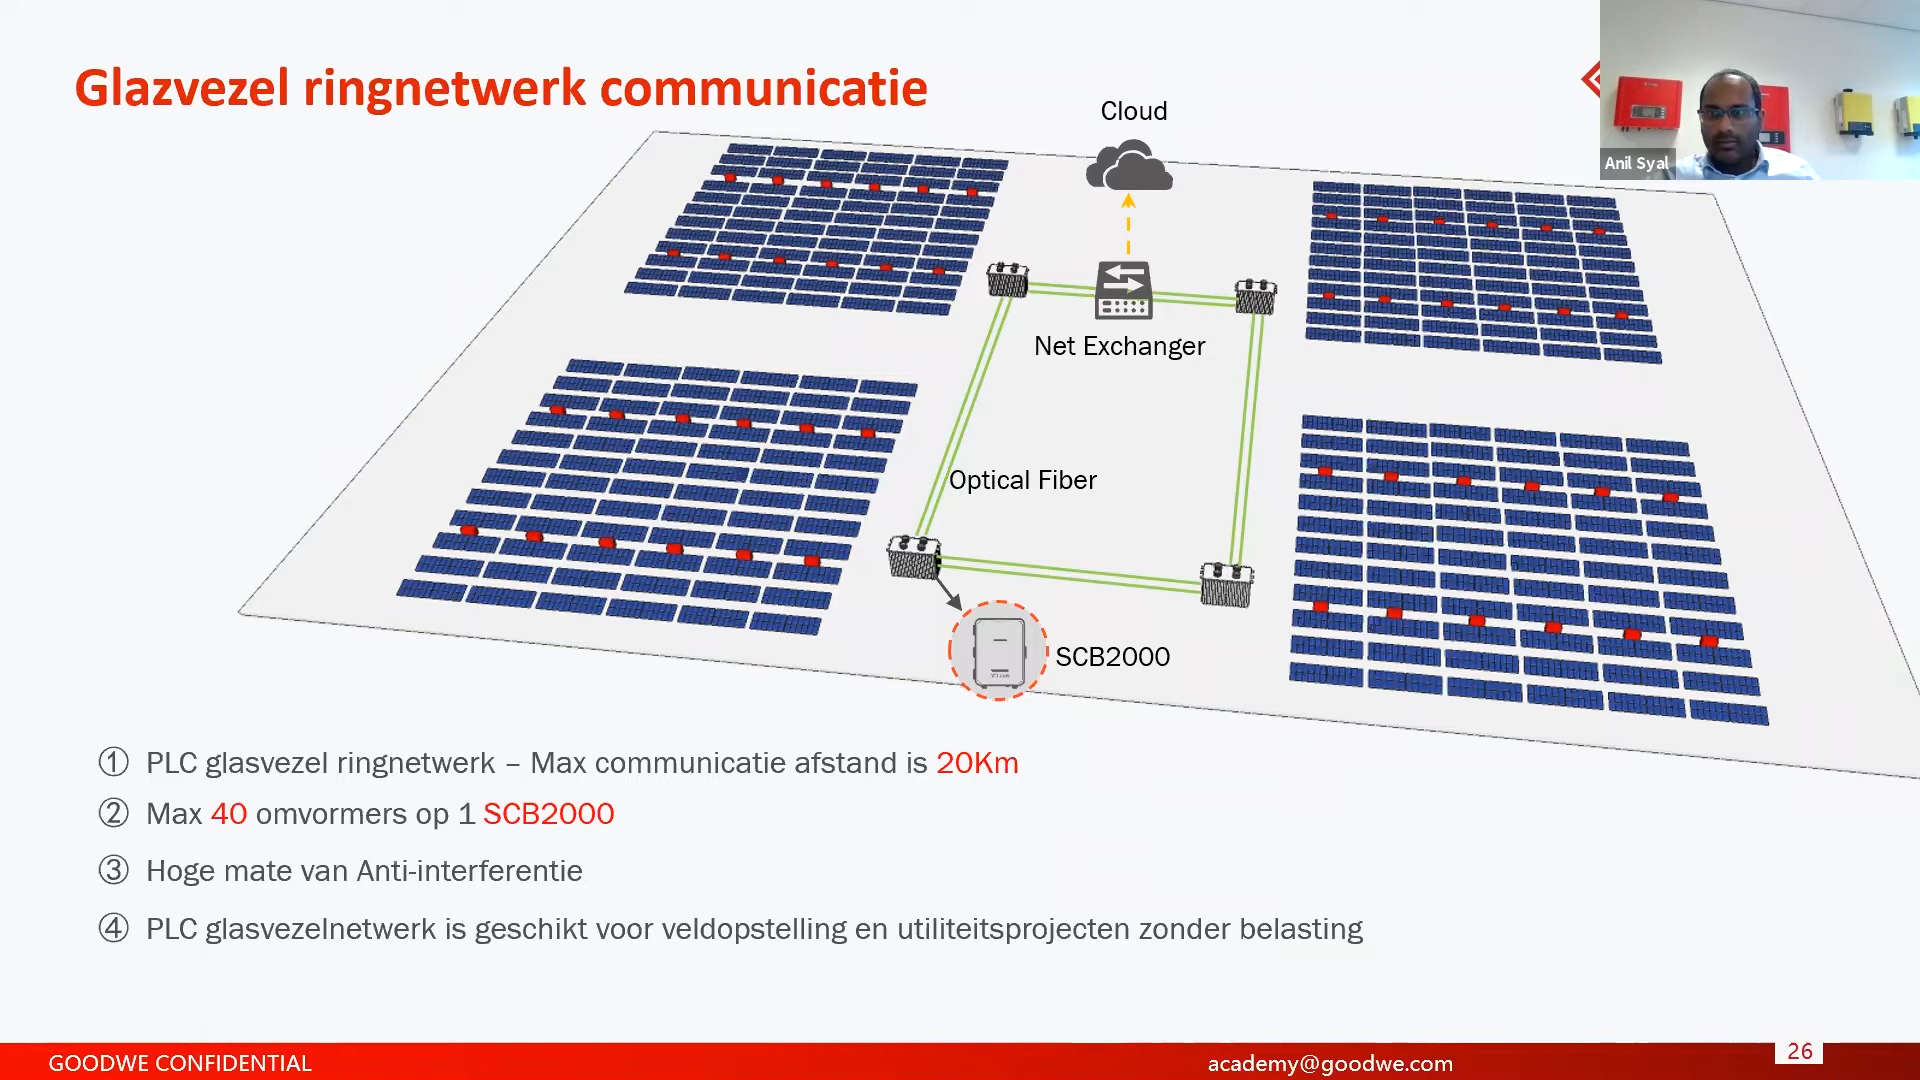 Glazvezel ringnetwerk communicatie
Cloud
Anil Syal
Net Exchanger
Optical Fiber
SCB2000
① PLC glasvezel ringnetwerk – Max communicatie afstand is 20Km
② Max 40 omvormers op 1 SCB2000
③ Hoge mate van Anti-interferentie
④ PLC glasvezelnetwerk is geschikt voor veldopstelling en utiliteitsprojecten zonder belasting
GOODWE CONFIDENTIAL
academy@goodwe.com
26